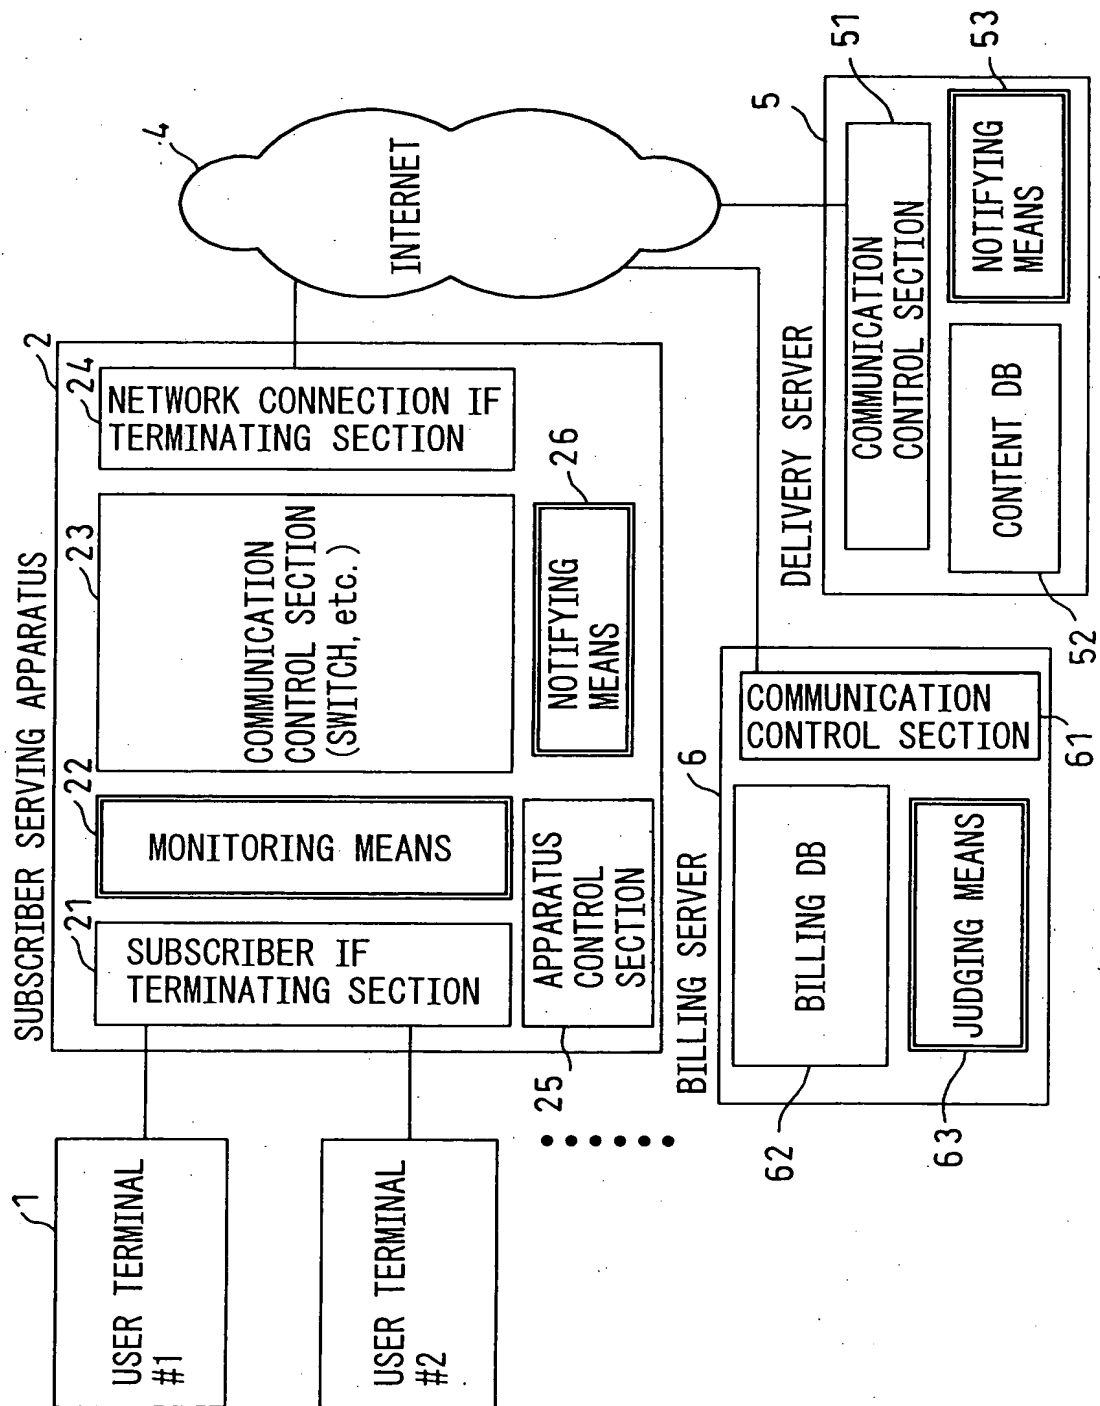 1
USER TERMINAL
#1
USER TERMINAL
#2
SUBSCRIBER SERVING APPARATUS
2
21
SUBSCRIBER IF
TERMINATING SECTION
22
MONITORING MEANS
23
COMMUNICATION
CONTROL SECTION
(SWITCH, etc.)
24
NETWORK CONNECTION IF
TERMINATING SECTION
25
APPARATUS
CONTROL
SECTION
26
NOTIFYING
MEANS
4
INTERNET
BILLING SERVER
6
62
BILLING DB
COMMUNICATION
CONTROL SECTION
61
63
JUDGING MEANS
DELIVERY SERVER
5
51
COMMUNICATION
CONTROL SECTION
52
CONTENT DB
53
NOTIFYING
MEANS